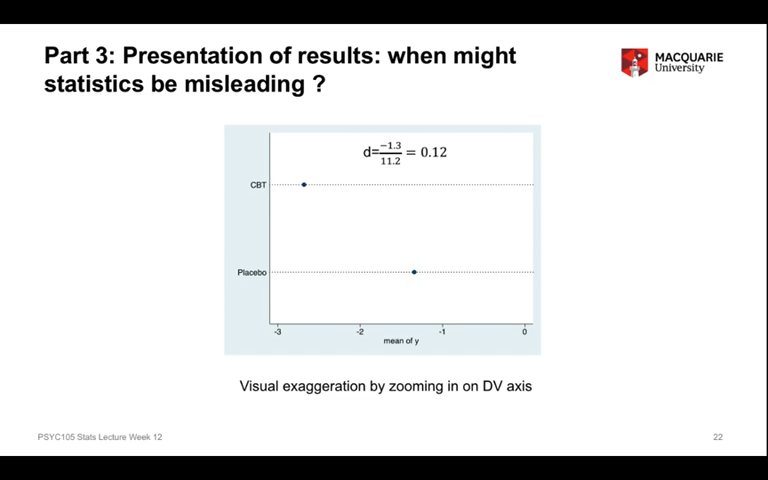 Part 3: Presentation of results: when might
statistics be misleading ?
MACQUARIE
University
d=−1.3/11.2 = 0.12
CBT
Placebo
-3 -2 -1 0
mean of y
Visual exaggeration by zooming in on DV axis
PSYC105 Stats Lecture Week 12
22